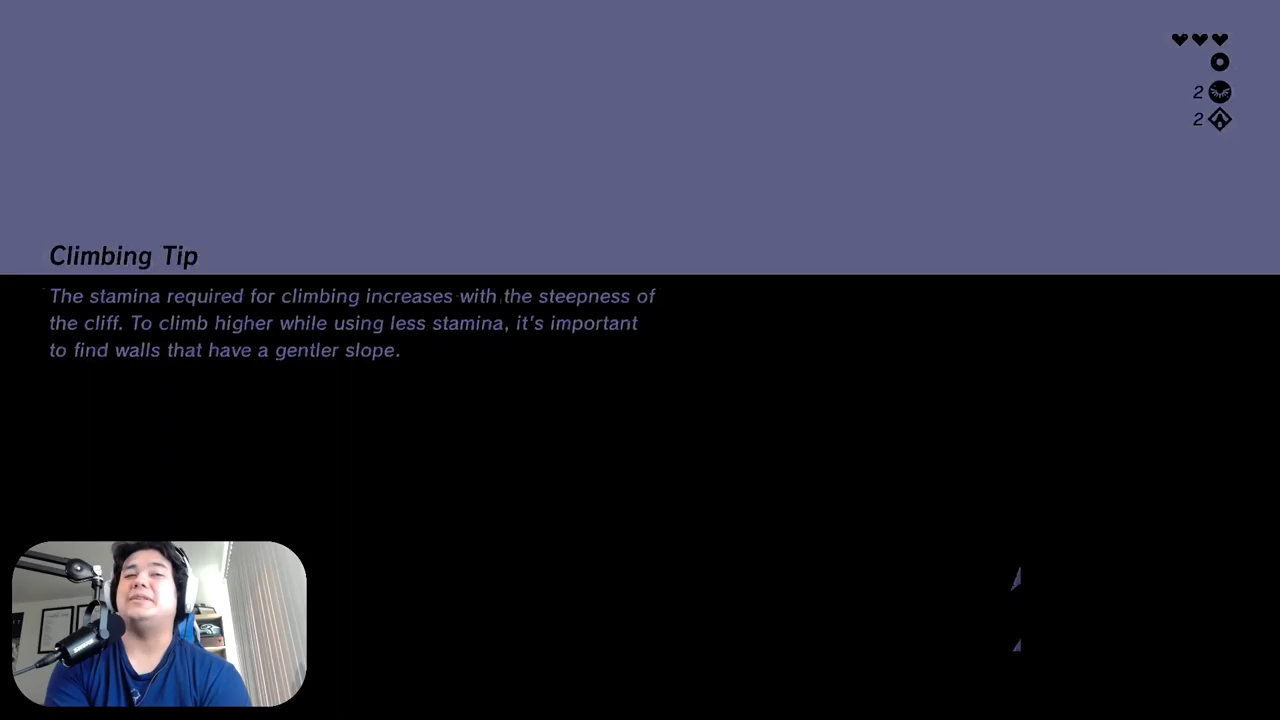 2
2
Climbing Tip
The stamina required for climbing increases with the steepness of
the cliff. To climb higher while using less stamina, it's important
to find walls that have a gentler slope.